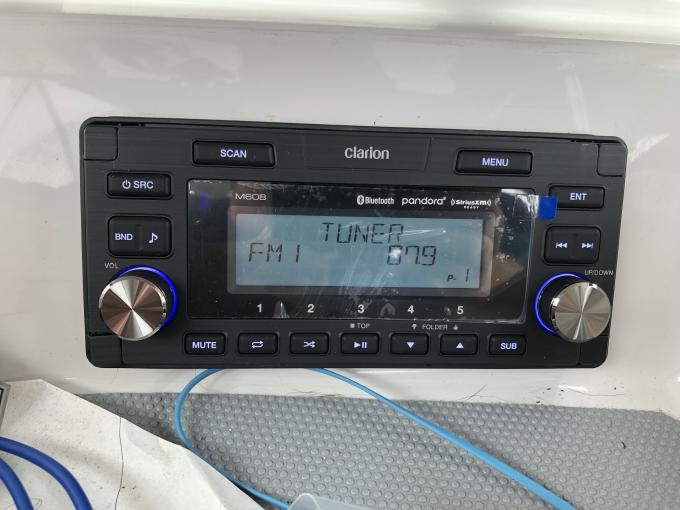 SCAN
clarion
MENU
SRC
ENT
M608
Bluetooth
pandora®
SiriusXM
READY
BND
TUNER
FM1 87.9
P-1
VOL
UP/DOWN
1 2 3 4 5
TOP
FOLDER
MUTE
SUB